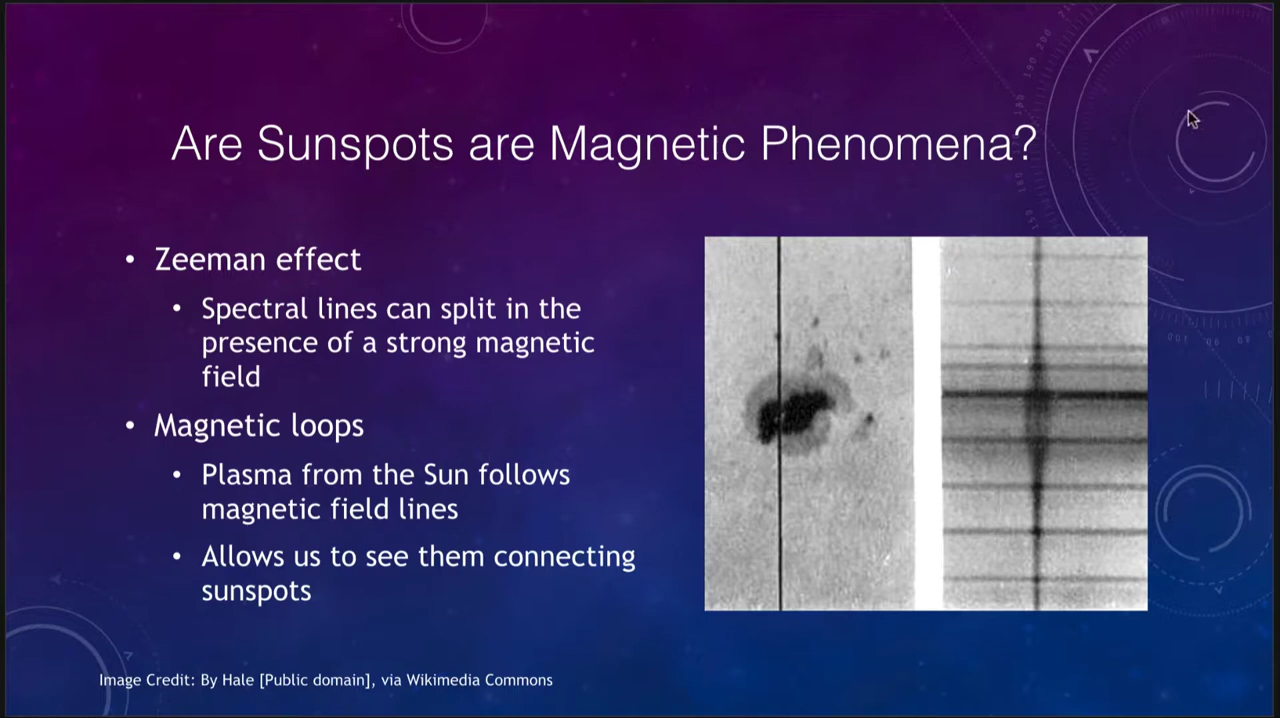 Are Sunspots are Magnetic Phenomena?
• Zeeman effect
• Spectral lines can split in the
presence of a strong magnetic
field
• Magnetic loops
• Plasma from the Sun follows
magnetic field lines
• Allows us to see them connecting
sunspots
Image Credit: By Hale [Public domain], via Wikimedia Commons